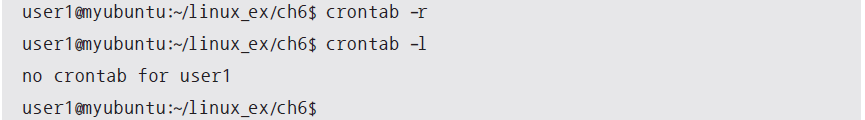 user1@myubuntu:~/linux_ex/ch6$ crontab -r
user1@myubuntu:~/linux_ex/ch6$ crontab -l
no crontab for user1
user1@myubuntu:~/linux_ex/ch6$